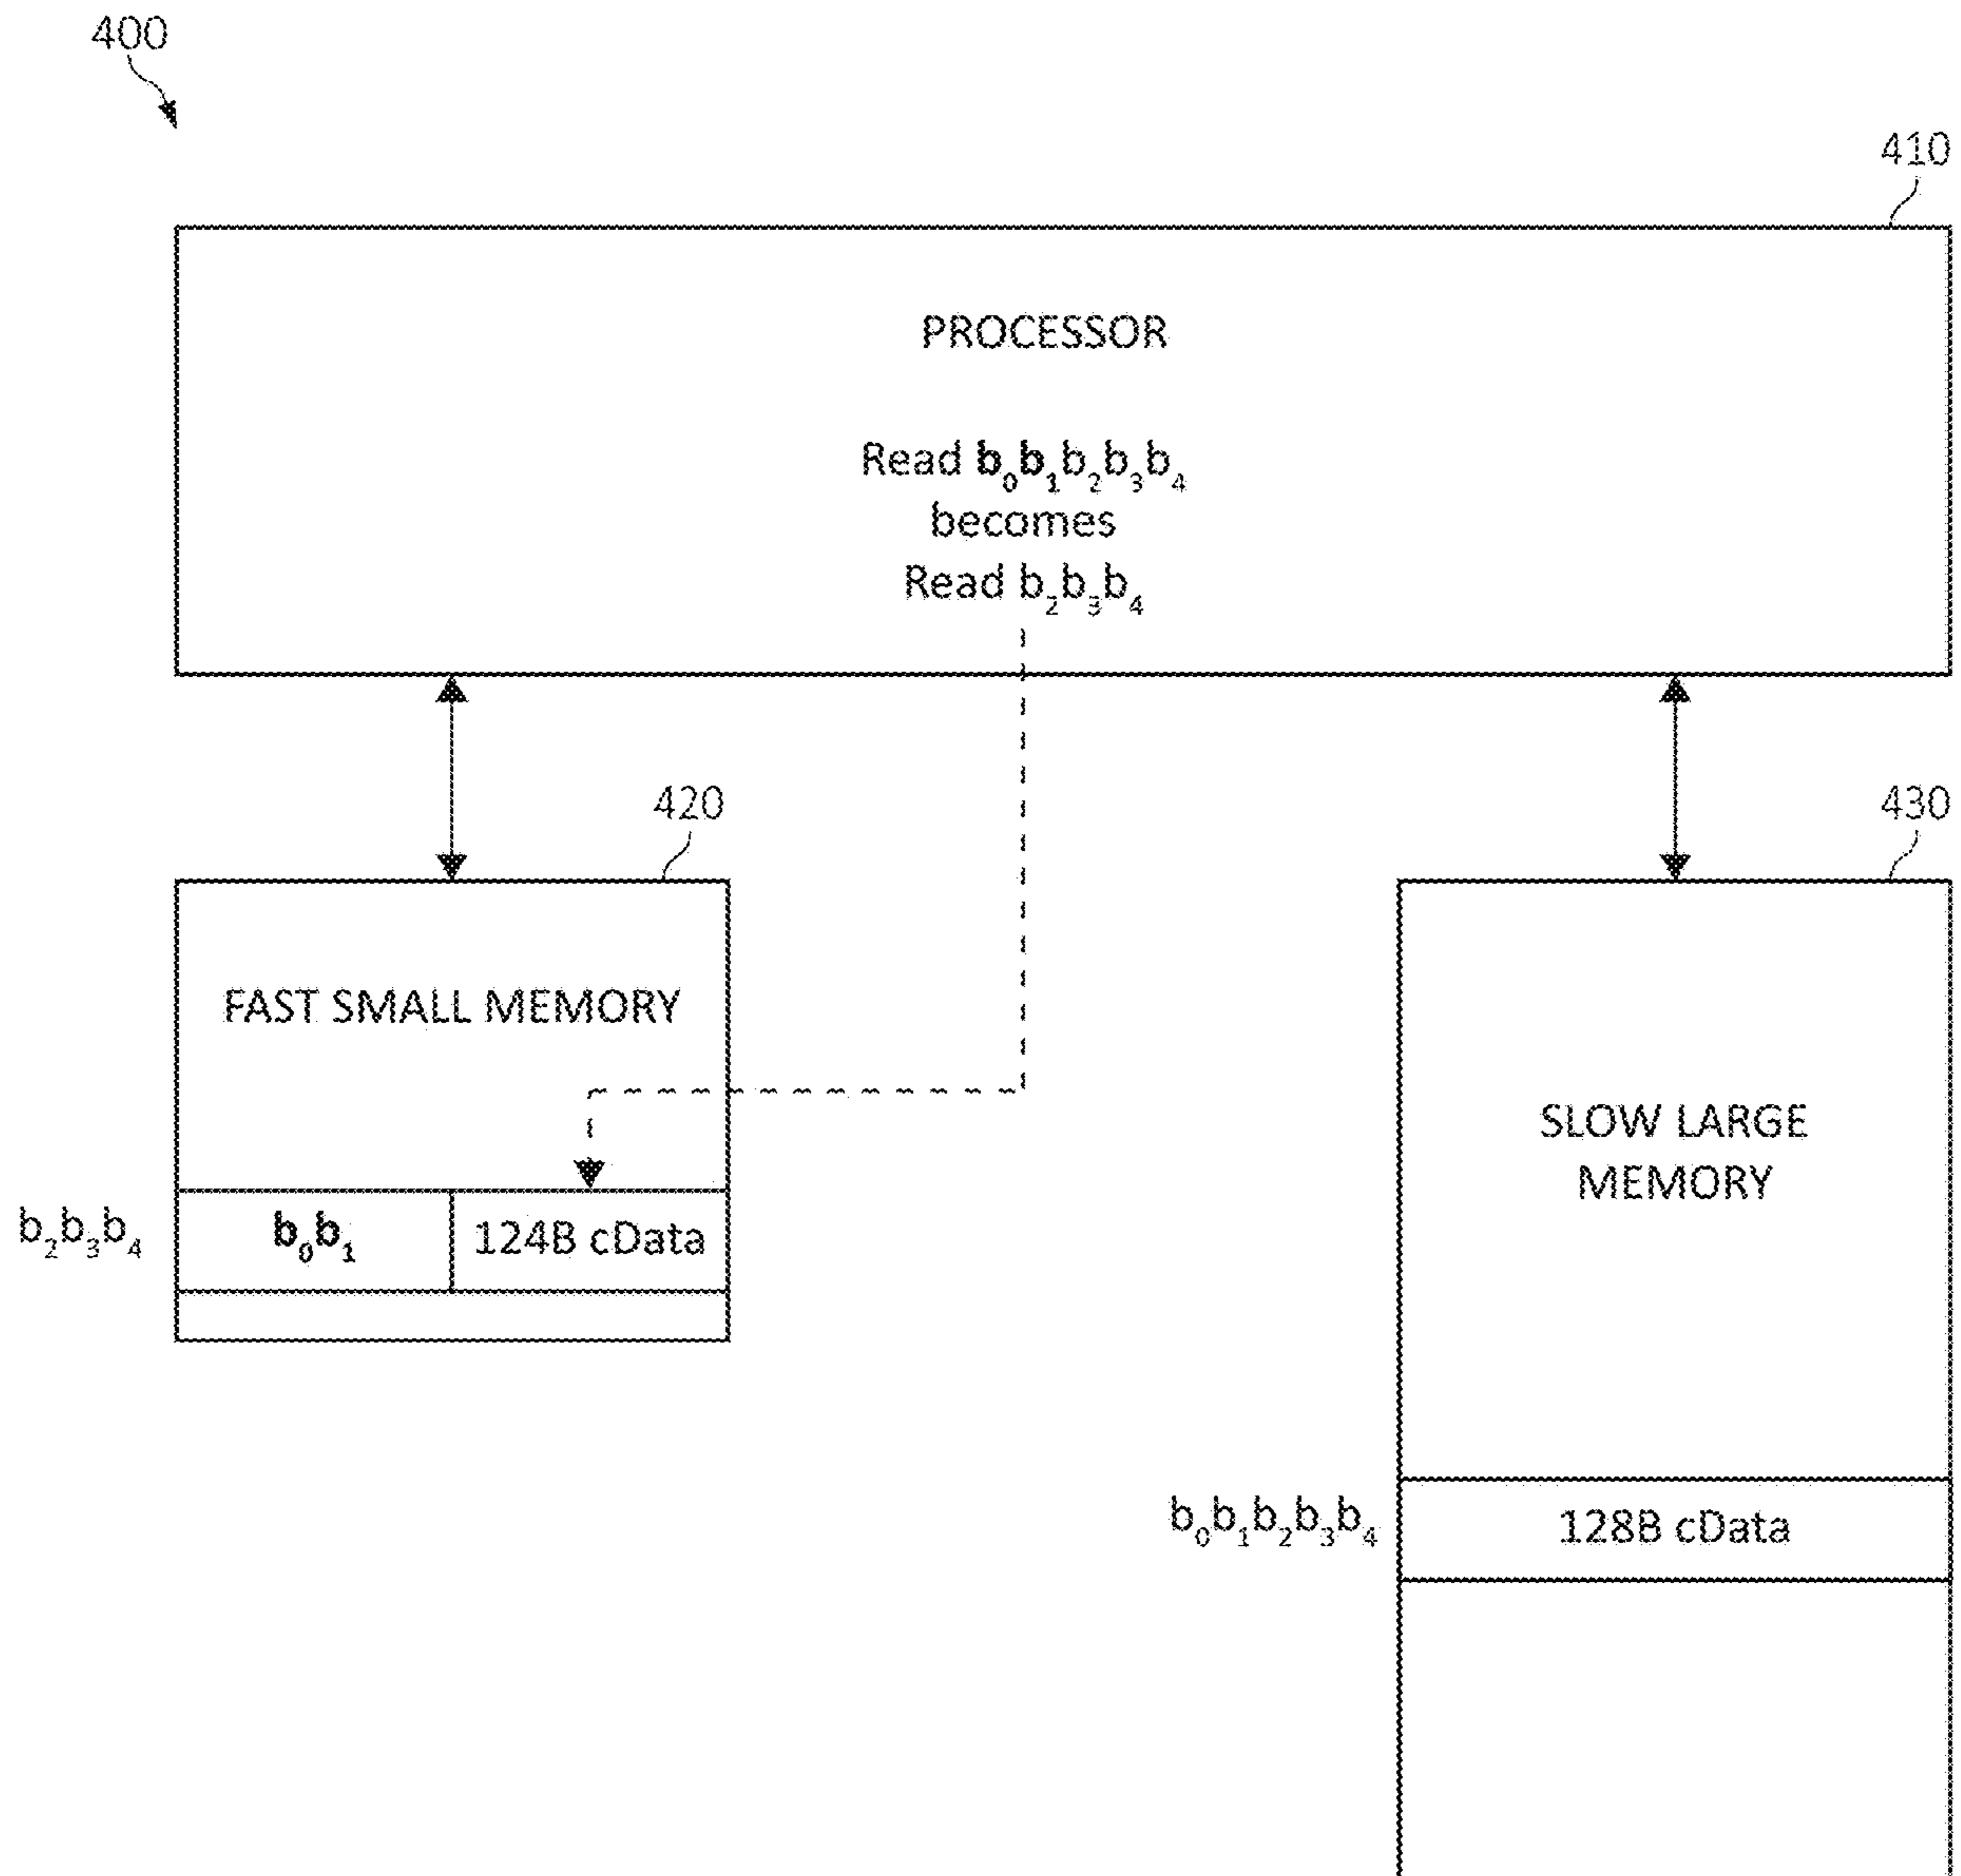 400
410
PROCESSOR
Read b₀b₁b₂b₃b₄
becomes
Read b₂b₃b₄
420
430
FAST SMALL MEMORY
SLOW LARGE
MEMORY
b₂b₃b₄ b₀b₁ 124B cData
b₀b₁b₂b₃b₄ 128B cData